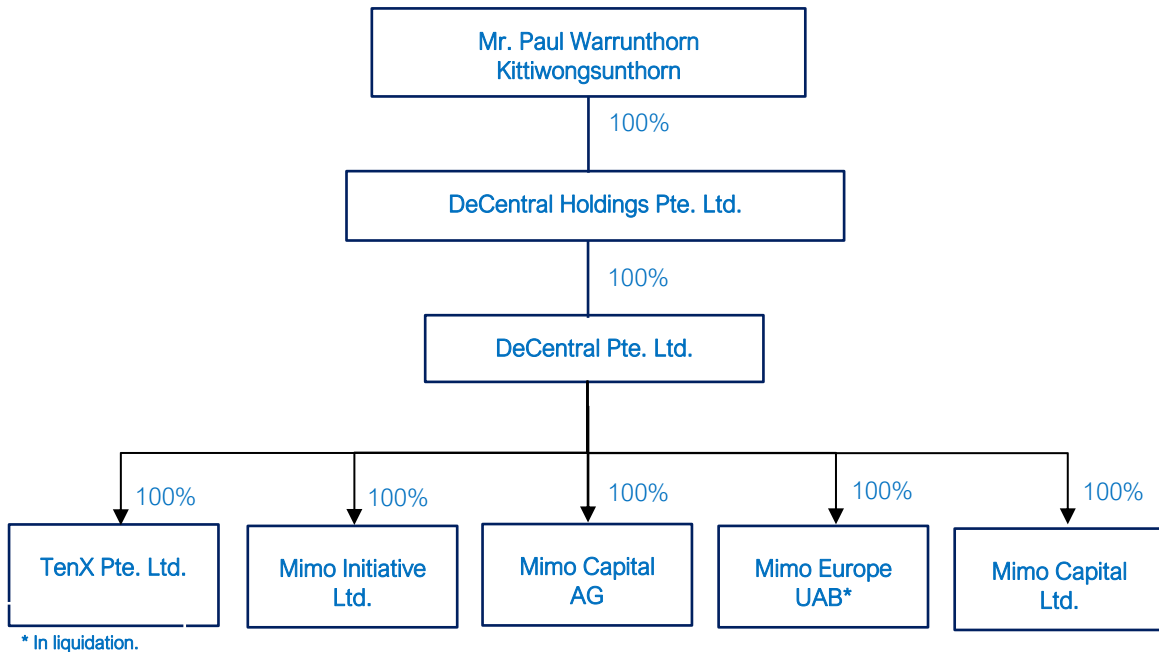 Mr. Paul Warrunthorn
Kittiwongsunthorn
100%
DeCentral Holdings Pte. Ltd.
100%
DeCentral Pte. Ltd.
100%
100%
100%
100%
100%
TenX Pte. Ltd.
Mimo Initiative
Ltd.
Mimo Capital
AG
Mimo Europe
UAB*
Mimo Capital
Ltd.
* In liquidation.